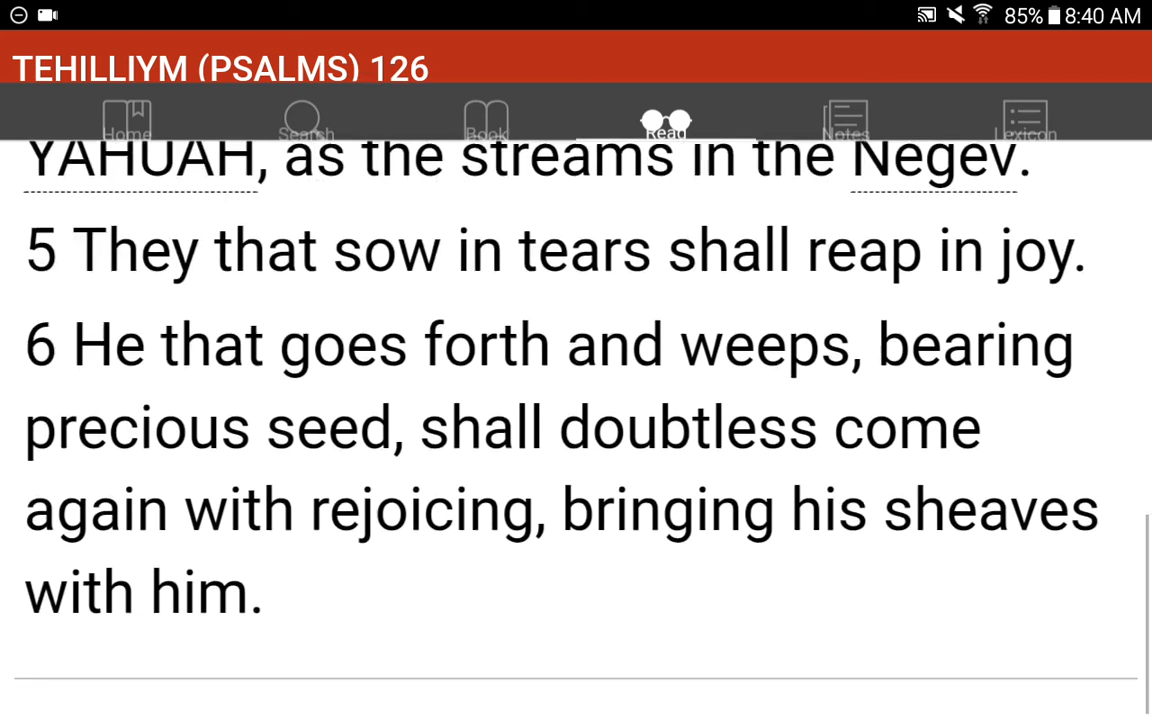 85% 8:40 AM
TEHILLIYM (PSALMS) 126
Home Search Book Read Notes Lexicon
YAHUAH, as the streams in the Negev.
5 They that sow in tears shall reap in joy.
6 He that goes forth and weeps, bearing
precious seed, shall doubtless come
again with rejoicing, bringing his sheaves
with him.